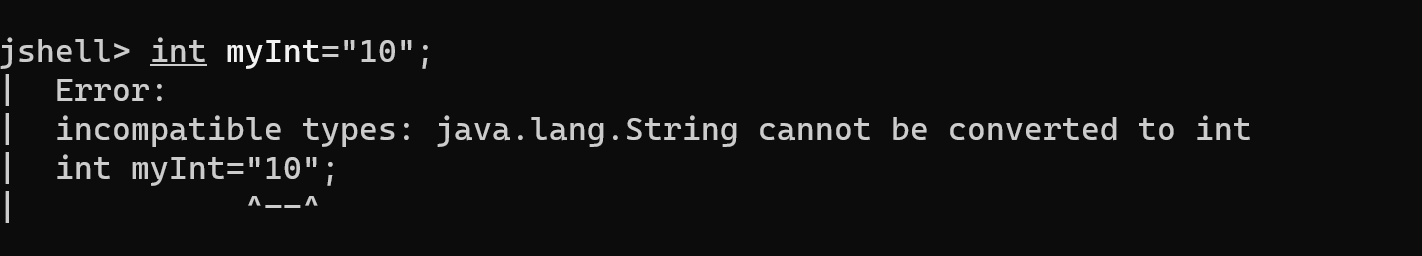 jshell> int myInt="10";
|  Error:
|  incompatible types: java.lang.String cannot be converted to int
|  int myInt="10";
|            ^--^